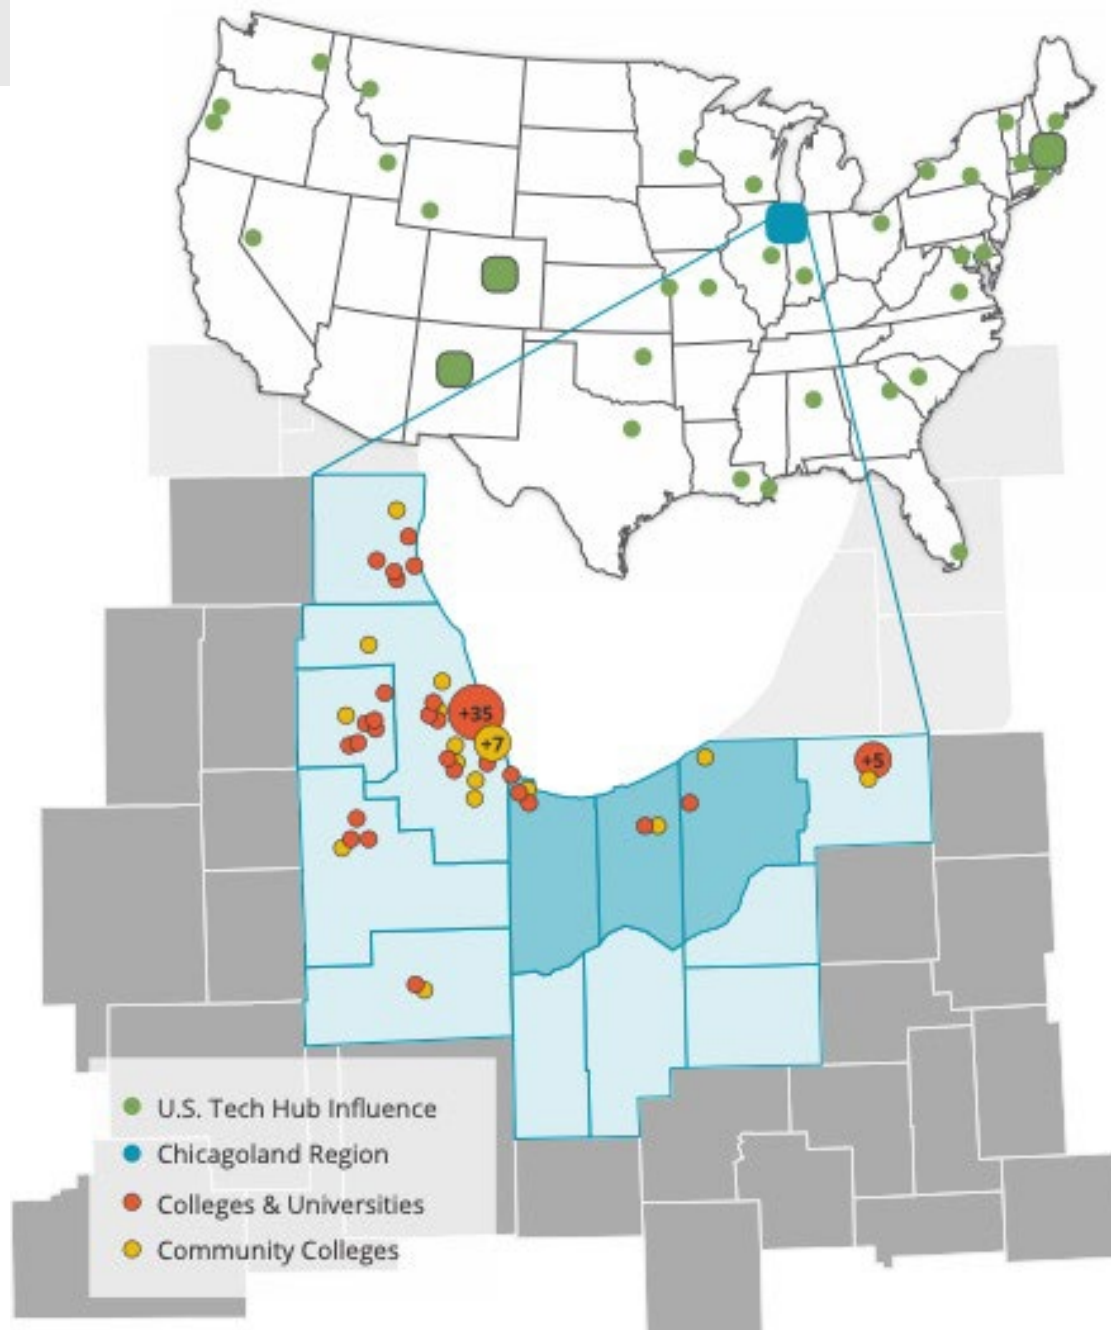 +35
+7
+5
U.S. Tech Hub Influence
Chicagoland Region
Colleges & Universities
Community Colleges